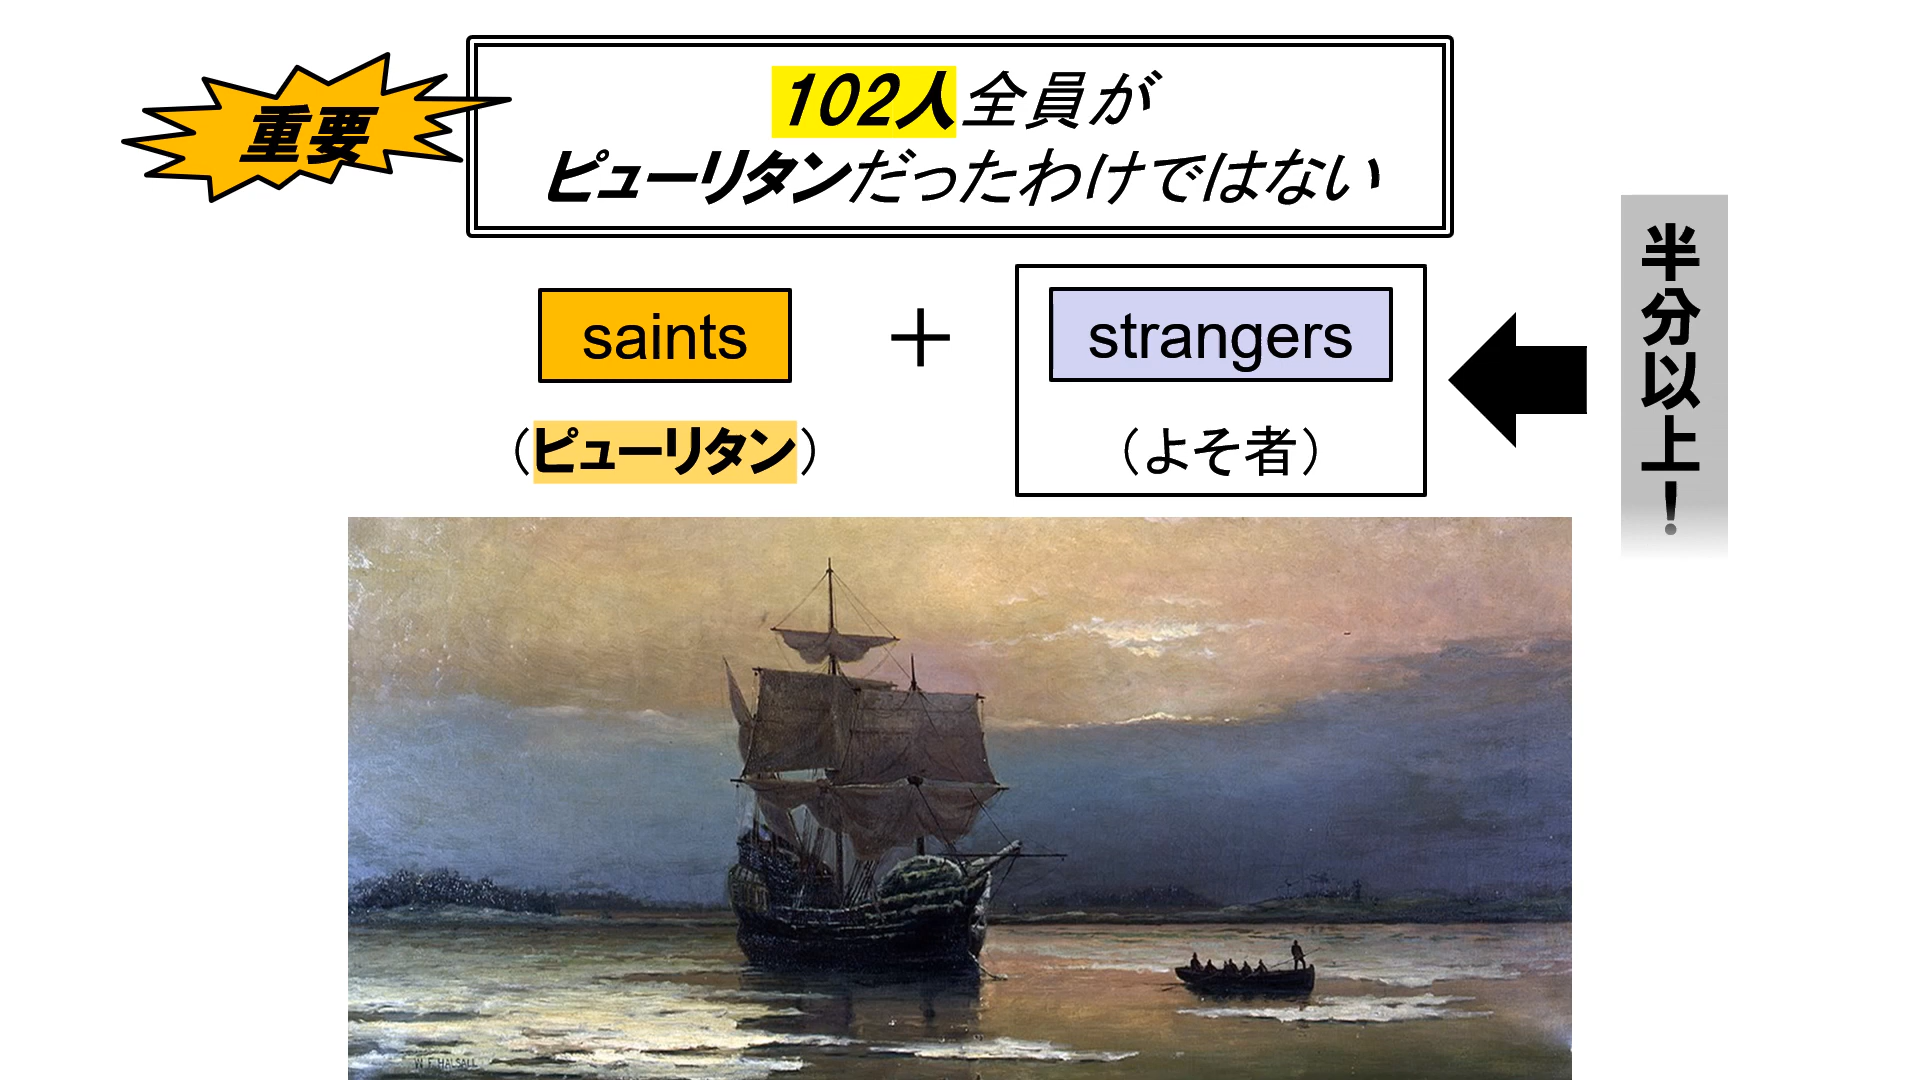 重要
102人全員が
ピューリタンだったわけではない
saints
＋
strangers
（ピューリタン）
（よそ者）
半分以上！
W.F.HALSALL